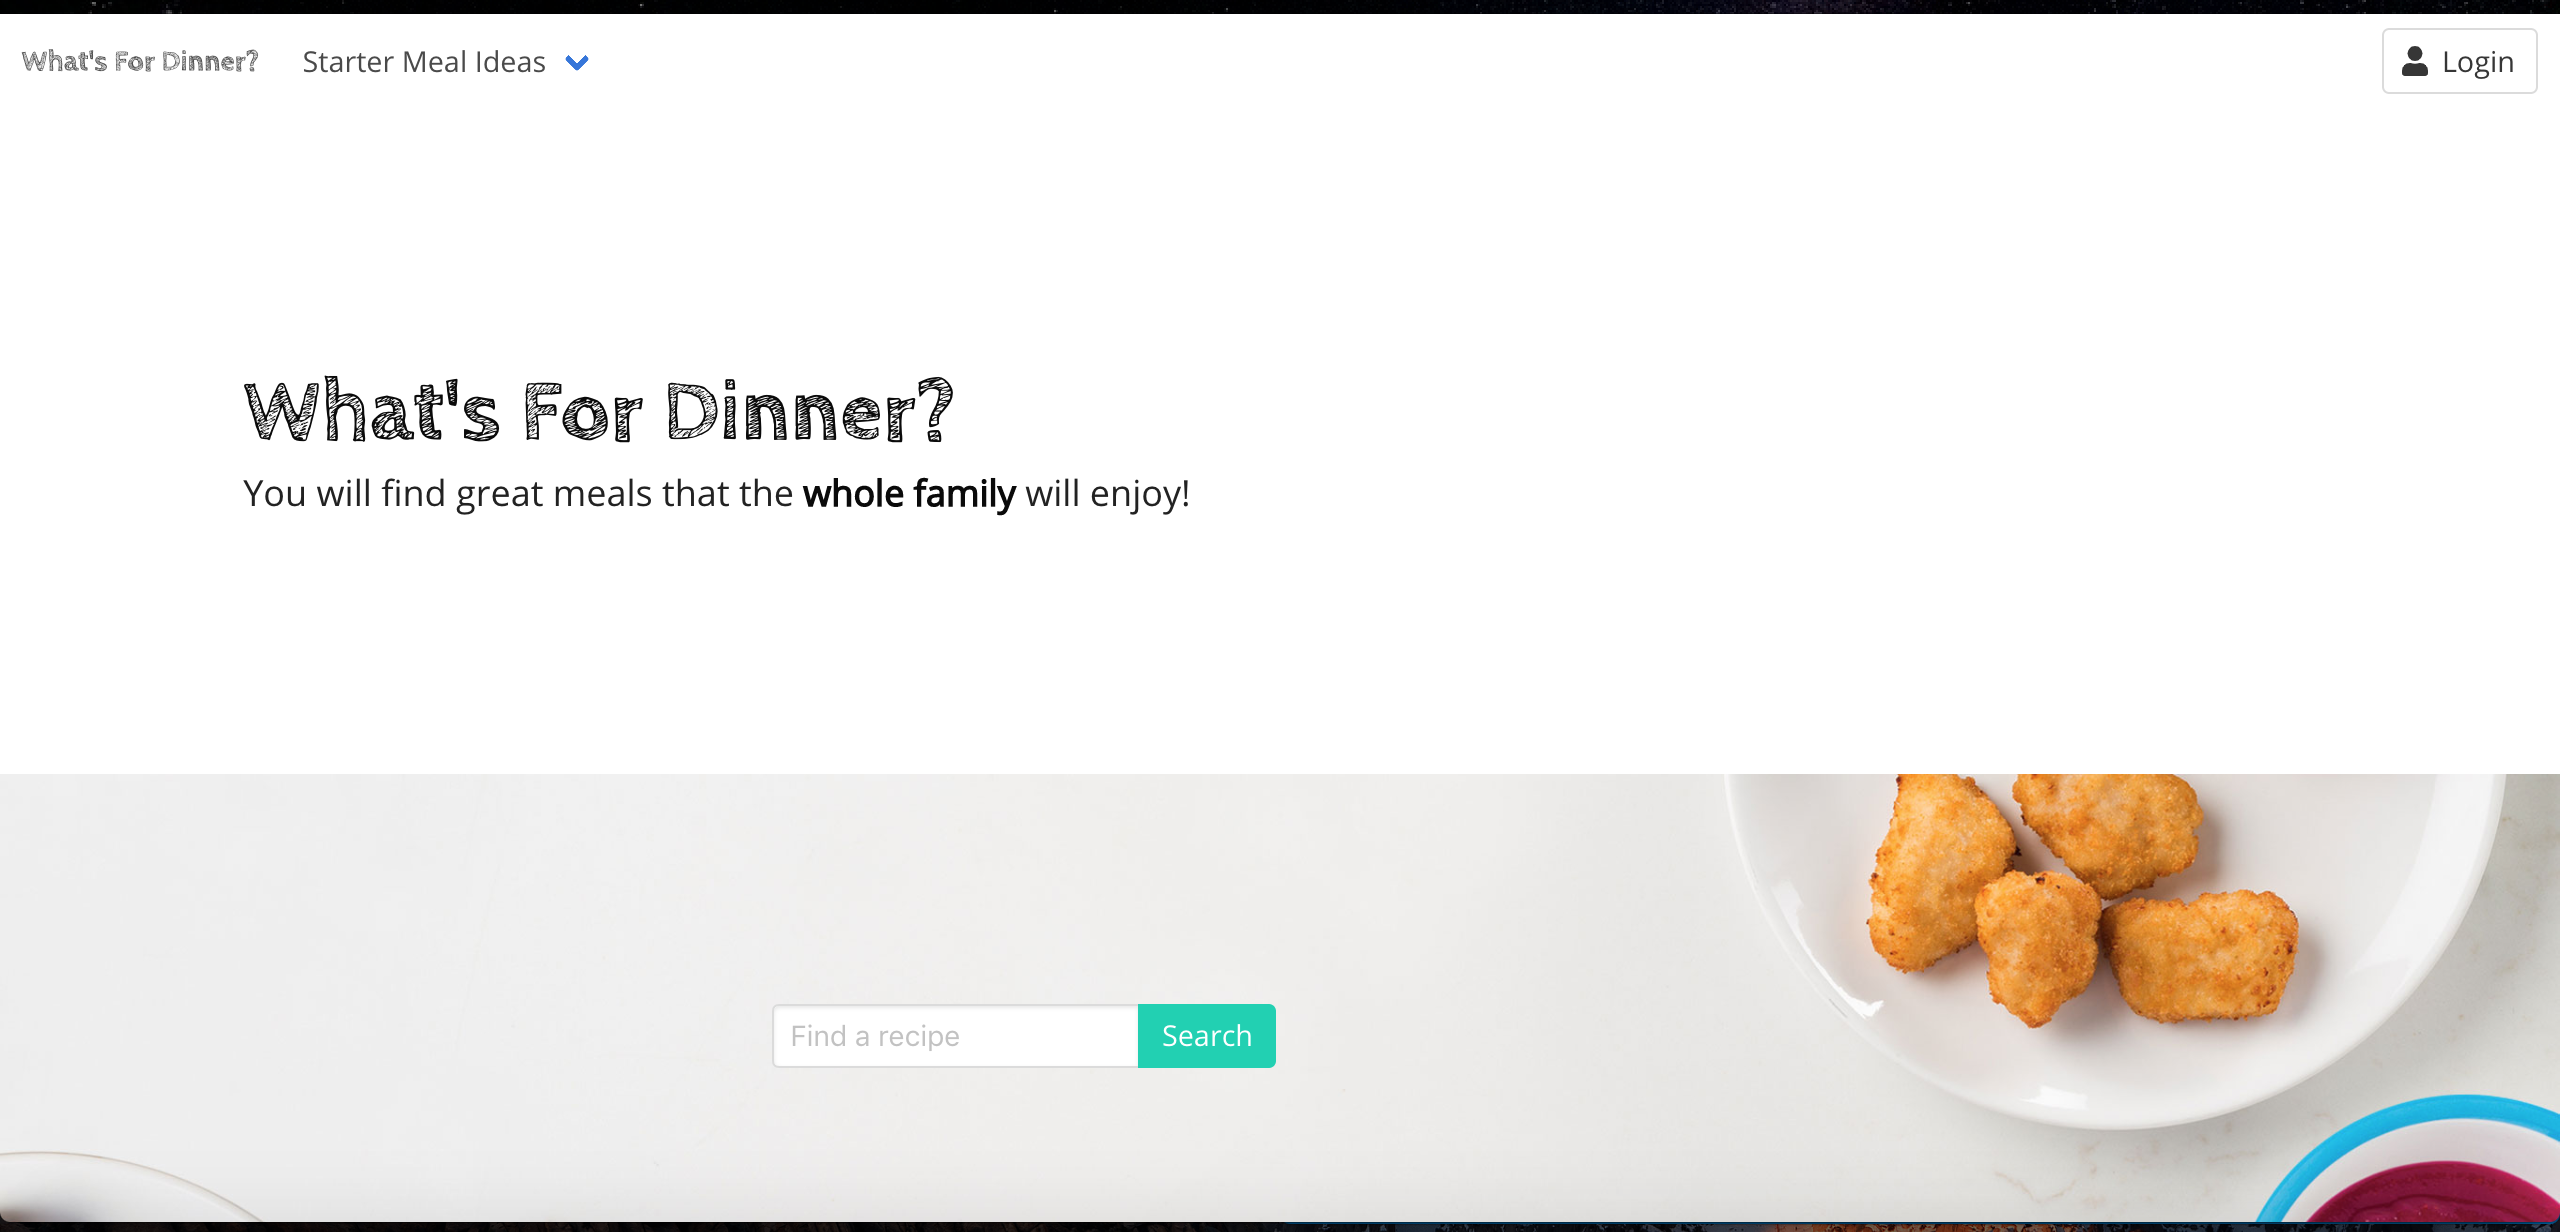 What's For Dinner?
Starter Meal Ideas
Login
What's For Dinner?
You will find great meals that the whole family will enjoy!
Find a recipe
Search